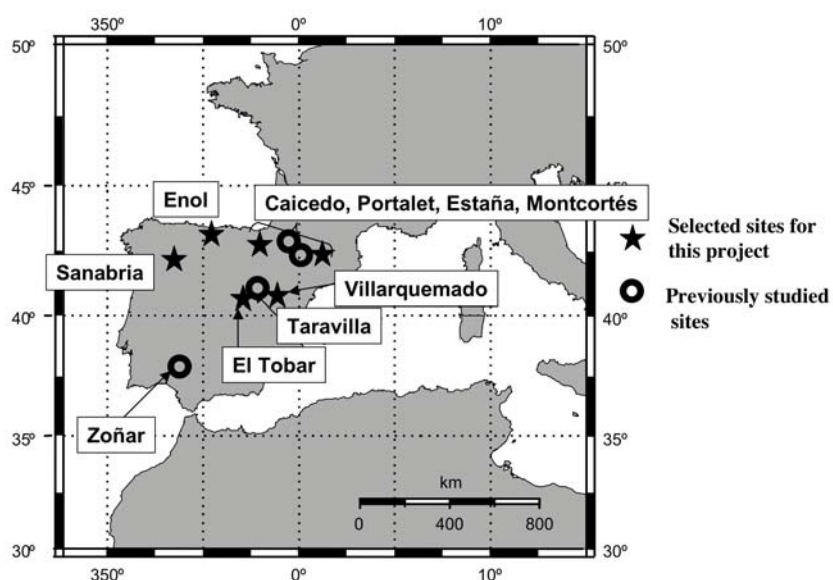 350º 0º 10º
50º 50º
45º 45º
Enol
Caicedo, Portalet, Estaña, Montcortés
Selected sites for
this project
Sanabria
Villarquemado
Previously studied
sites
40º 40º
Taravilla
El Tobar
Zoñar
35º 35º
km
0 400 800
30º 30º
350º 0º 10º